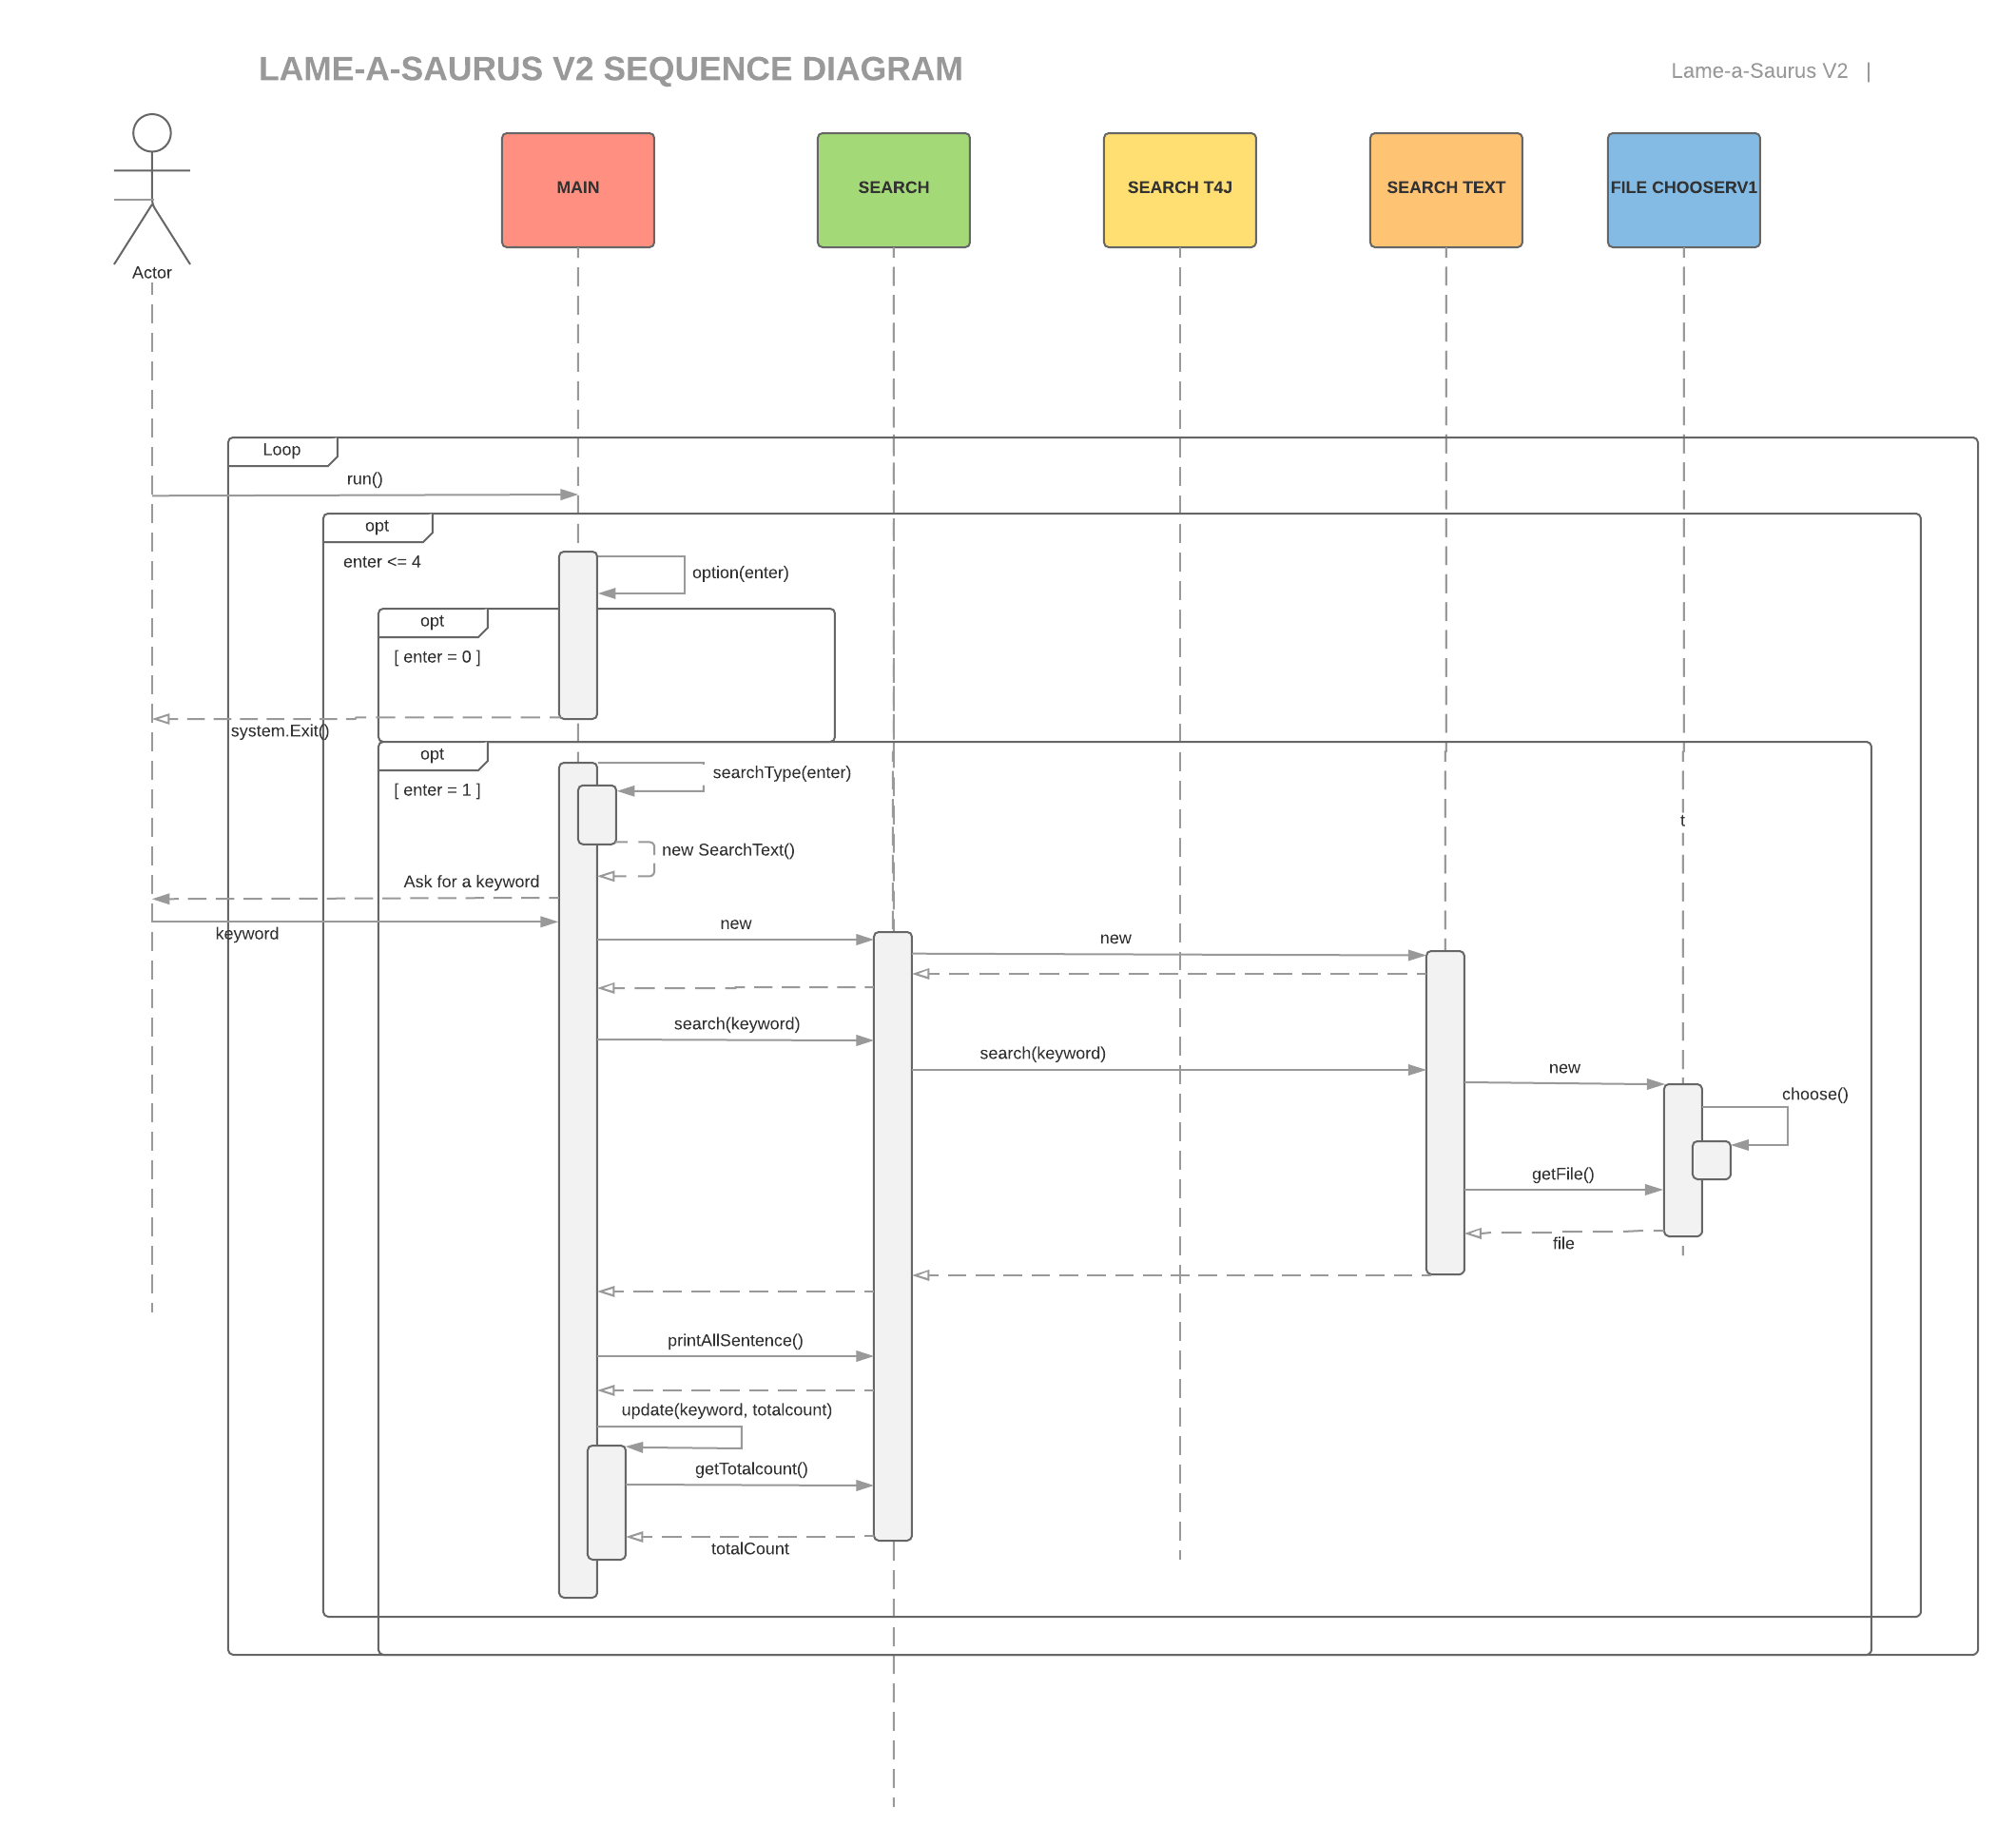 LAME-A-SAURUS V2 SEQUENCE DIAGRAM
Lame-a-Saurus V2 |
Actor
MAIN
SEARCH
SEARCH T4J
SEARCH TEXT
FILE CHOOSERV1
Loop
run()
opt
enter <= 4
option(enter)
opt
[ enter = 0 ]
system.Exit()
opt
[ enter = 1 ]
searchType(enter)
t
new SearchText()
Ask for a keyword
keyword
new
new
search(keyword)
search(keyword)
new
choose()
getFile()
file
printAllSentence()
update(keyword, totalcount)
getTotalcount()
totalCount